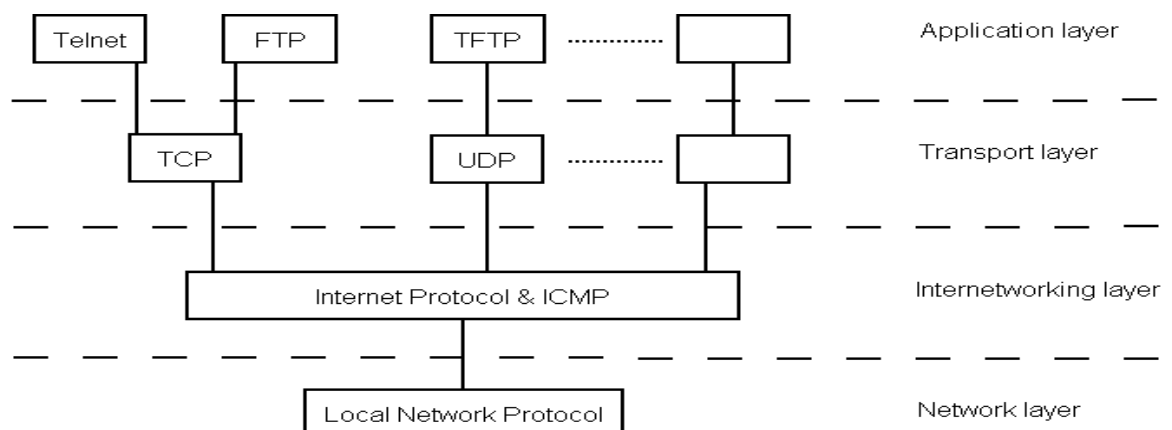 Telnet FTP TFTP Application layer
TCP UDP Transport layer
Internet Protocol & ICMP Internetworking layer
Local Network Protocol Network layer